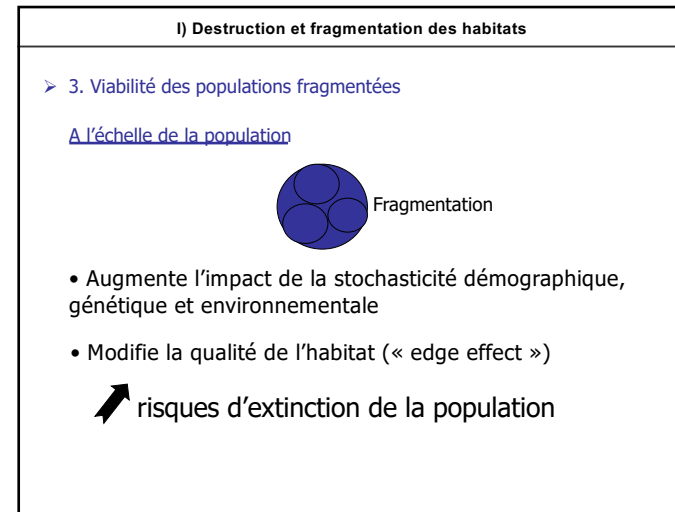 I) Destruction et fragmentation des habitats
➢ 3. Viabilité des populations fragmentées
A l’échelle de la population
Fragmentation
• Augmente l’impact de la stochasticité démographique,
génétique et environnementale
• Modifie la qualité de l’habitat (« edge effect »)
risques d’extinction de la population